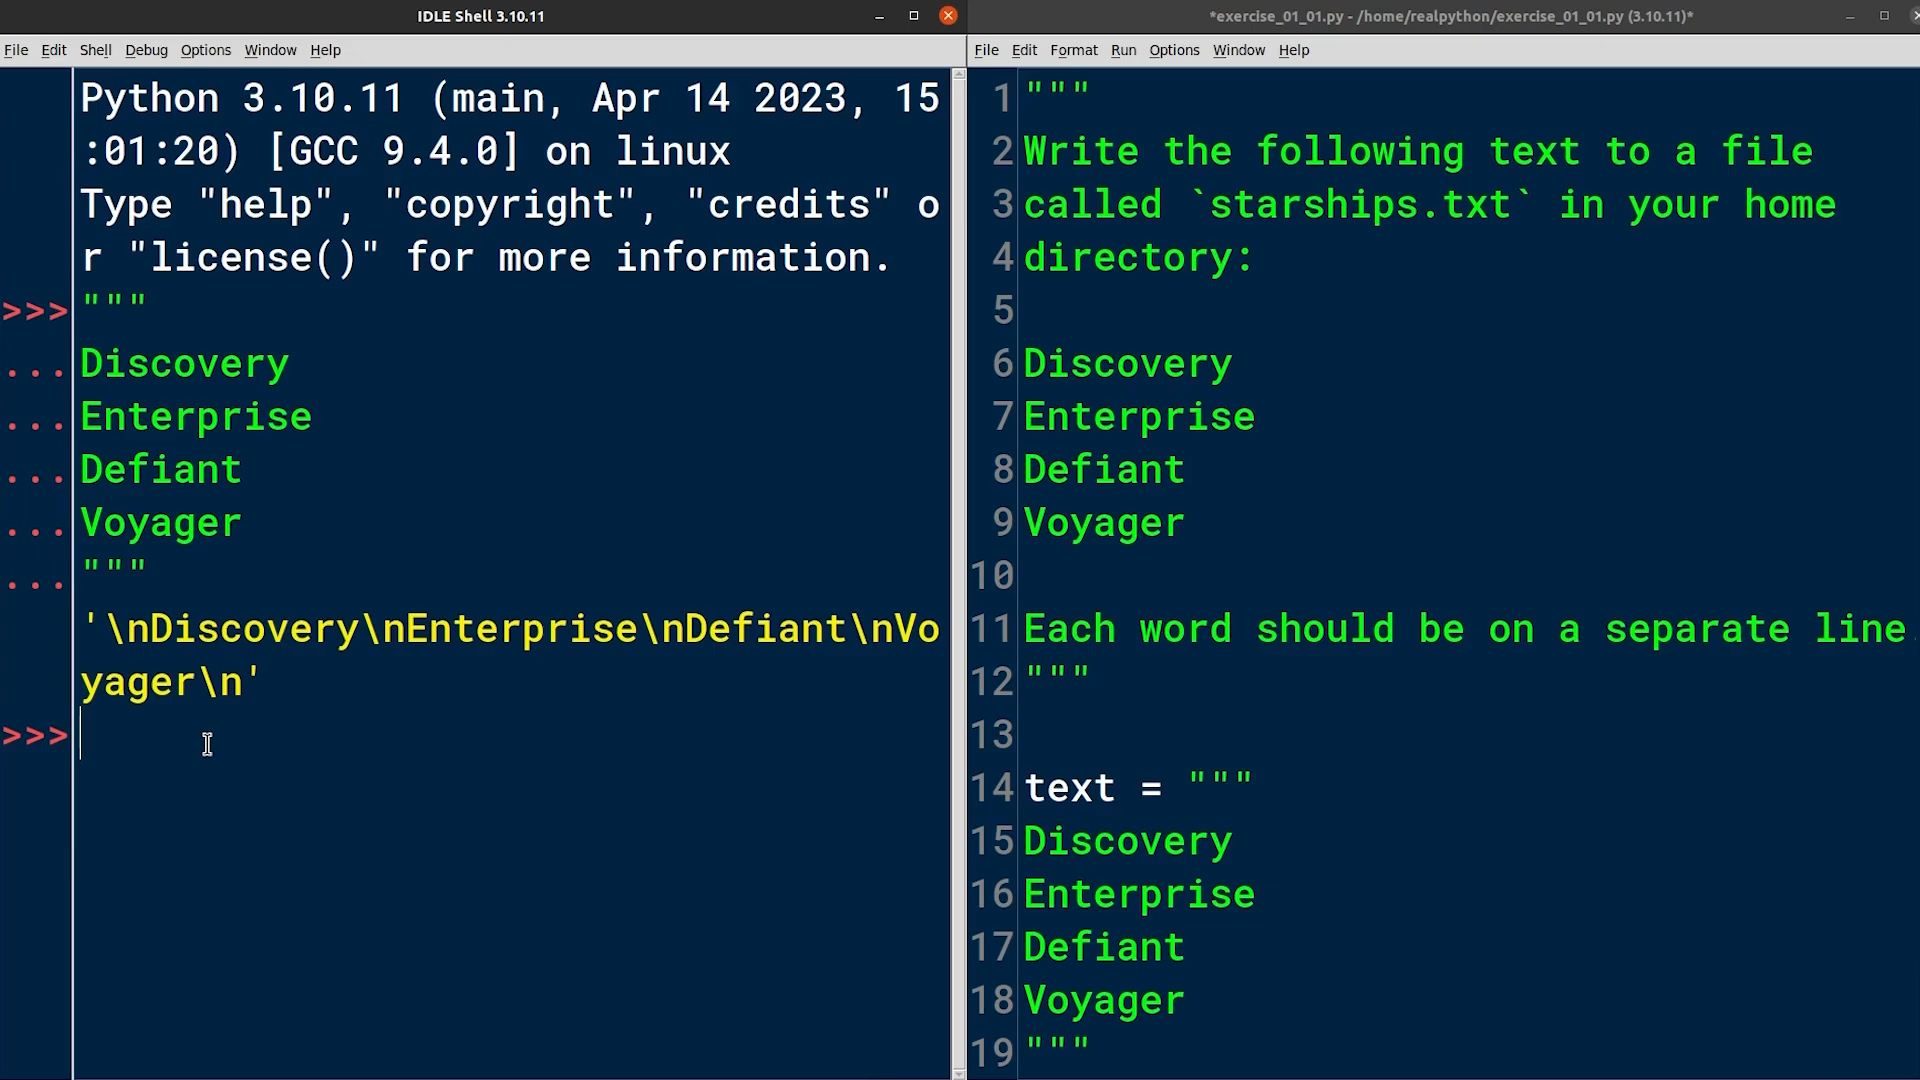 IDLE Shell 3.10.11
File Edit Shell Debug Options Window Help
Python 3.10.11 (main, Apr 14 2023, 15
:01:20) [GCC 9.4.0] on linux
Type "help", "copyright", "credits" o
r "license()" for more information.
>>> """
... Discovery
... Enterprise
... Defiant
... Voyager
... """
'\nDiscovery\nEnterprise\nDefiant\nVo
yager\n'
>>>
*exercise_01_01.py - /home/realpython/exercise_01_01.py (3.10.11)*
File Edit Format Run Options Window Help
1 """
2 Write the following text to a file
3 called `starships.txt` in your home
4 directory:
5
6 Discovery
7 Enterprise
8 Defiant
9 Voyager
10
11 Each word should be on a separate line.
12 """
13
14 text = """
15 Discovery
16 Enterprise
17 Defiant
18 Voyager
19 """